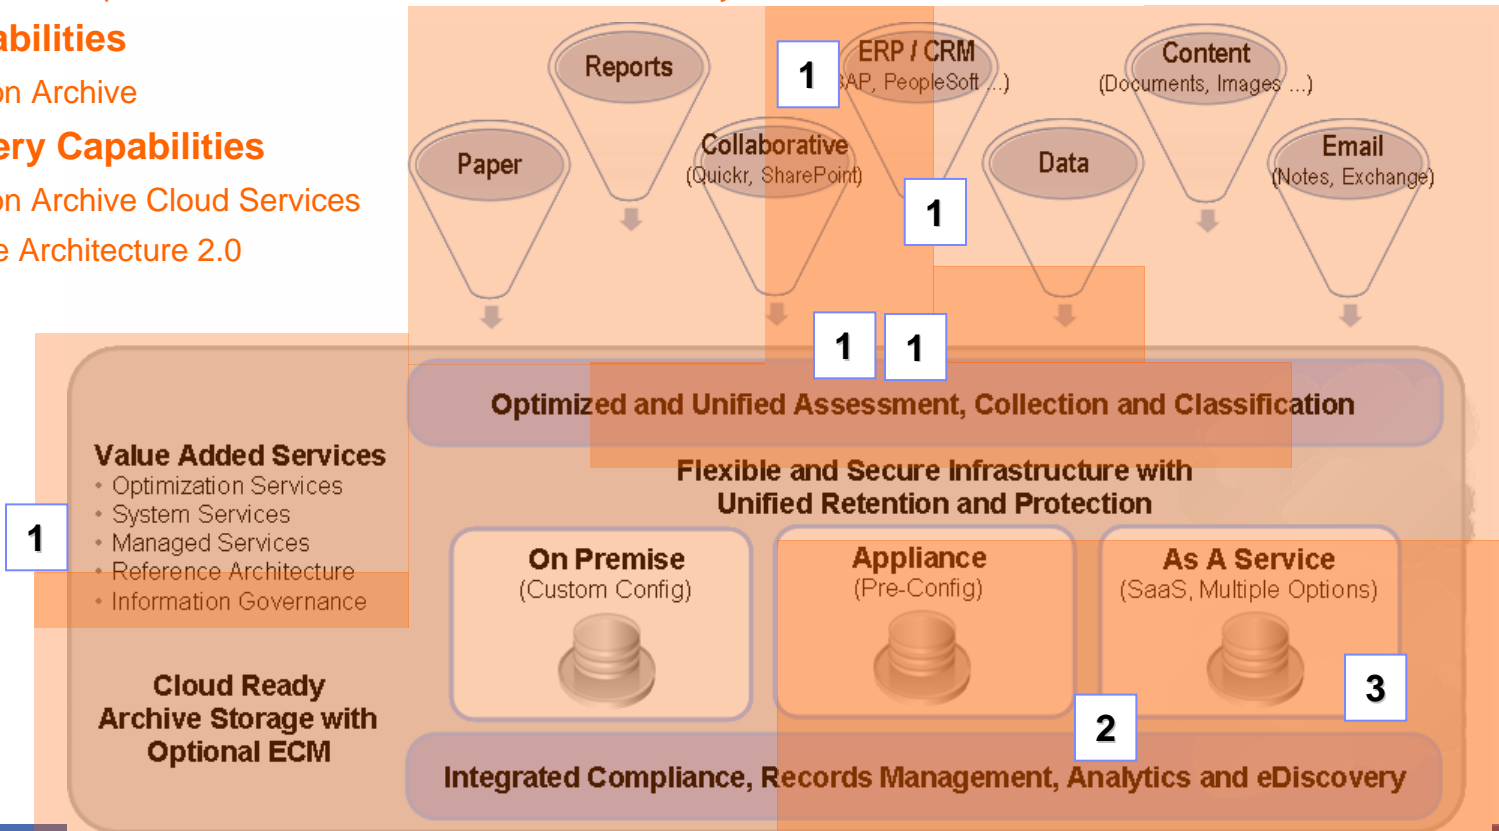 abilities
on Archive
ery Capabilities
on Archive Cloud Services
e Architecture 2.0
Reports
1
ERP / CRM
SAP, PeopleSoft ...)
Content
(Documents, Images ...)
Paper
Collaborative
(Quickr, SharePoint)
Data
Email
(Notes, Exchange)
1
1
1
Optimized and Unified Assessment, Collection and Classification
Value Added Services
• Optimization Services
• System Services
• Managed Services
• Reference Architecture
• Information Governance
1
Flexible and Secure Infrastructure with
Unified Retention and Protection
On Premise
(Custom Config)
Appliance
(Pre-Config)
As A Service
(SaaS, Multiple Options)
3
2
Cloud Ready
Archive Storage with
Optional ECM
Integrated Compliance, Records Management, Analytics and eDiscovery